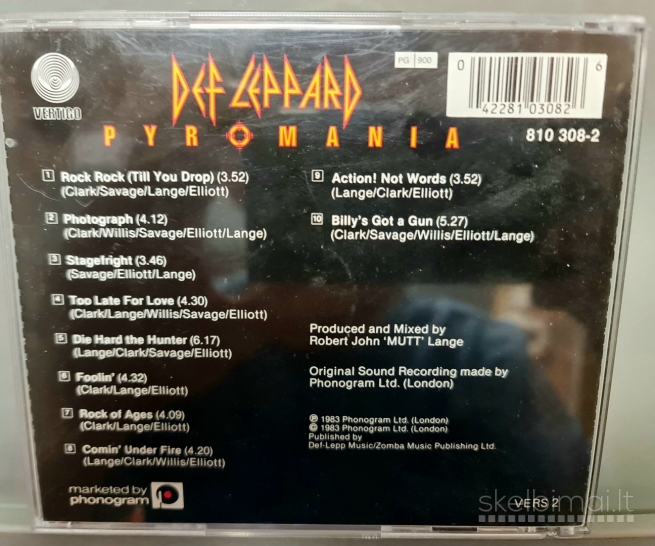 VERTIGO
DEF LEPPARD
PYROMANIA
PG 900
0 42281 03082 6
810 308-2
1 Rock Rock (Till You Drop) (3.52)
(Clark/Savage/Lange/Elliott)
2 Photograph (4.12)
(Clark/Willis/Savage/Elliott/Lange)
3 Stagefright (3.46)
(Savage/Elliott/Lange)
4 Too Late For Love (4.30)
(Clark/Lange/Willis/Savage/Elliott)
5 Die Hard the Hunter (6.17)
(Lange/Clark/Savage/Elliott)
6 Foolin' (4.32)
(Clark/Lange/Elliott)
7 Rock of Ages (4.09)
(Clark/Lange/Elliott)
8 Comin' Under Fire (4.20)
(Lange/Clark/Willis/Elliott)
9 Action! Not Words (3.52)
(Lange/Clark/Elliott)
10 Billy's Got a Gun (5.27)
(Clark/Savage/Willis/Elliott/Lange)
Produced and Mixed by
Robert John 'MUTT' Lange
Original Sound Recording made by
Phonogram Ltd. (London)
℗ 1983 Phonogram Ltd. (London)
© 1983 Phonogram Ltd. (London)
Published by
Def-Lepp Music/Zomba Music Publishing Ltd.
marketed by
phonogram
VERS 2
skelbimai.lt